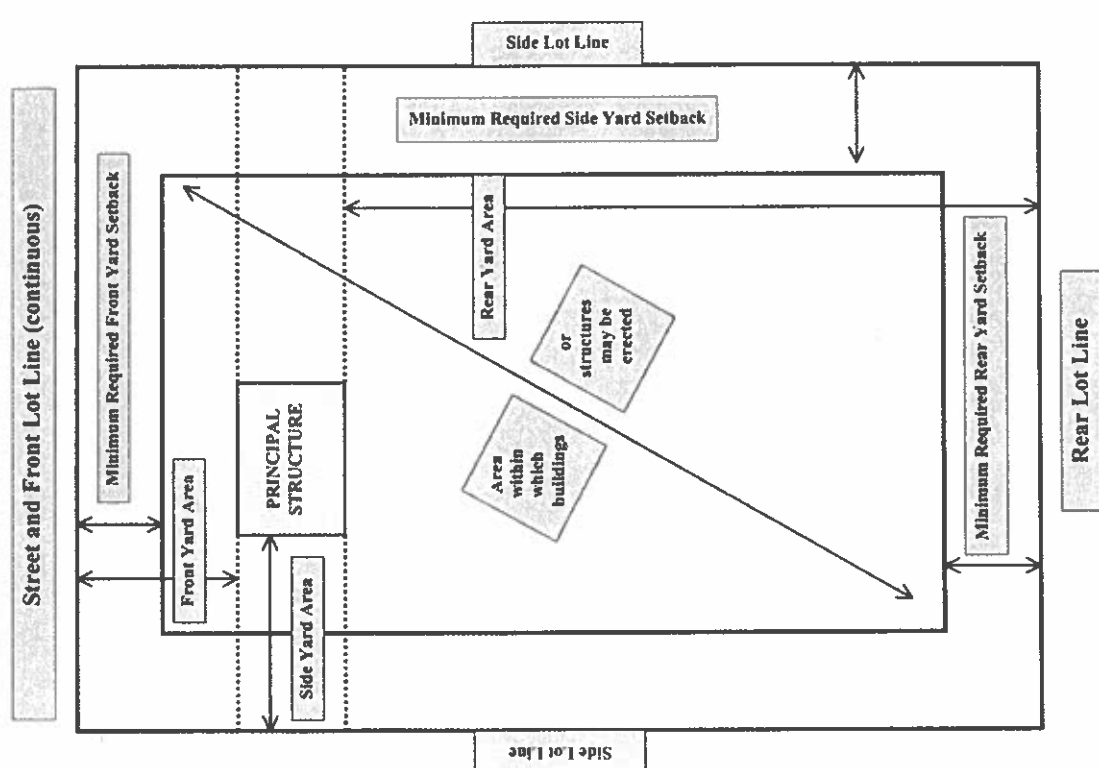 Side Lot Line
Street and Front Lot Line (continuous)
Minimum Required Side Yard Setback
Minimum Required Front Yard Setback
Rear Yard Area
or
structures
may be
erected
PRINCIPAL
STRUCTURE
Area
within
which
buildings
Front Yard Area
Side Yard Area
Minimum Required Rear Yard Setback
Rear Lot Line
Side Lot Line